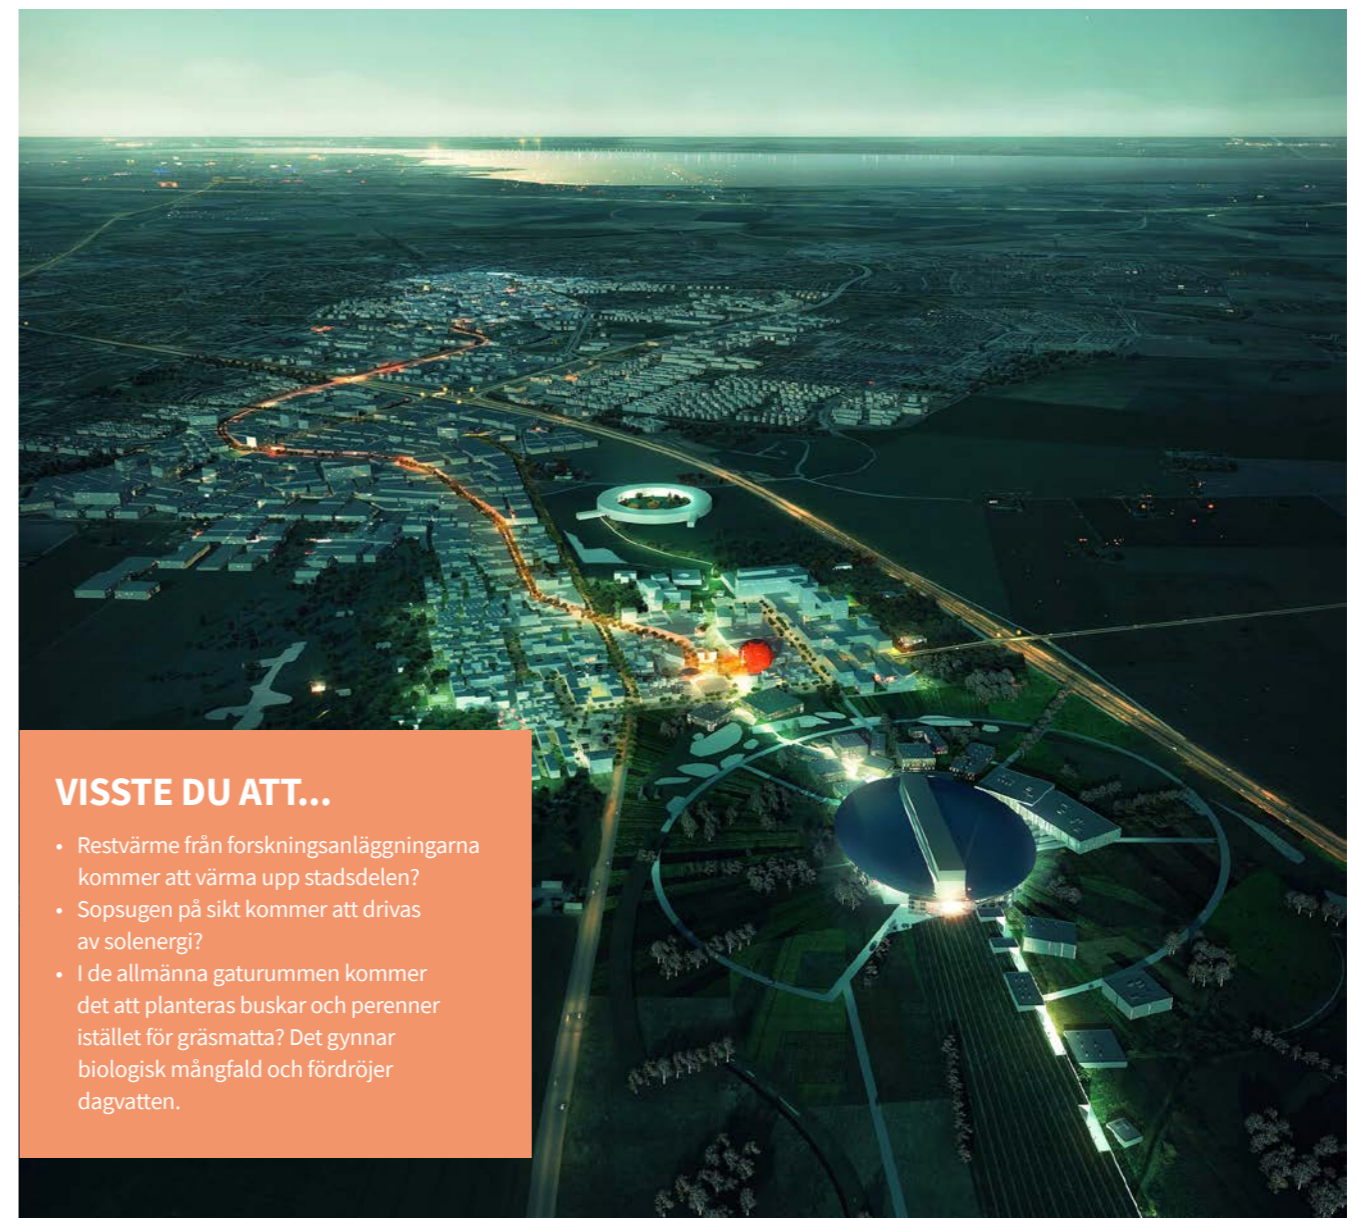 VISSTE DU ATT...
• Restvärme från forskningsanläggningarna
kommer att värma upp stadsdelen?
• Sopsugen på sikt kommer att drivas
av solenergi?
• I de allmänna gaturummen kommer
det att planteras buskar och perenner
istället för gräsmatta? Det gynnar
biologisk mångfald och fördröjer
dagvatten.